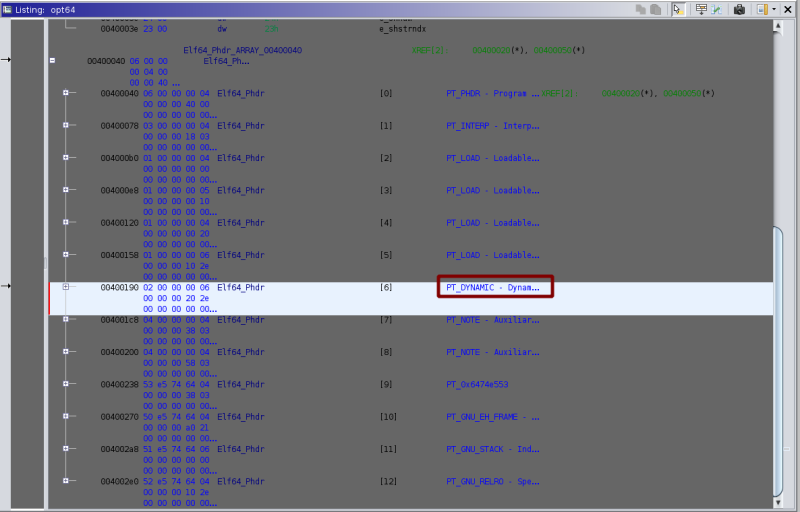 Listing: opt64
0040003e 23 00 dw 23h e_shstrndx
Elf64_Phdr_ARRAY_00400040 XREF[2]: 00400020(*), 00400050(*)
00400040 06 00 00 Elf64_Ph...
00 04 00
00 00 40 ...
00400040 06 00 00 00 04 Elf64_Phdr [0] PT_PHDR - Program ... XREF[2]: 00400020(*), 00400050(*)
00 00 00 40 00
00 00 00 00 00...
00400078 03 00 00 00 04 Elf64_Phdr [1] PT_INTERP - Interp...
00 00 00 18 03
00 00 00 00 00...
004000b0 01 00 00 00 04 Elf64_Phdr [2] PT_LOAD - Loadable...
00 00 00 00 00
00 00 00 00 00...
004000e8 01 00 00 00 05 Elf64_Phdr [3] PT_LOAD - Loadable...
00 00 00 00 10
00 00 00 00 00...
00400120 01 00 00 00 04 Elf64_Phdr [4] PT_LOAD - Loadable...
00 00 00 00 20
00 00 00 00 00...
00400158 01 00 00 00 06 Elf64_Phdr [5] PT_LOAD - Loadable...
00 00 00 10 2e
00 00 00 00 00...
00400190 02 00 00 00 06 Elf64_Phdr [6] PT_DYNAMIC - Dynam...
00 00 00 20 2e
00 00 00 00 00...
004001c8 04 00 00 00 04 Elf64_Phdr [7] PT_NOTE - Auxiliar...
00 00 00 38 03
00 00 00 00 00...
00400200 04 00 00 00 04 Elf64_Phdr [8] PT_NOTE - Auxiliar...
00 00 00 58 03
00 00 00 00 00...
00400238 53 e5 74 64 04 Elf64_Phdr [9] PT_0x6474e553
00 00 00 38 03
00 00 00 00 00...
00400270 50 e5 74 64 04 Elf64_Phdr [10] PT_GNU_EH_FRAME - ...
00 00 00 a0 21
00 00 00 00 00...
004002a8 51 e5 74 64 06 Elf64_Phdr [11] PT_GNU_STACK - Ind...
00 00 00 00 00
00 00 00 00 00...
004002e0 52 e5 74 64 04 Elf64_Phdr [12] PT_GNU_RELRO - Spe...
00 00 00 10 2e
00 00 00 00 00...